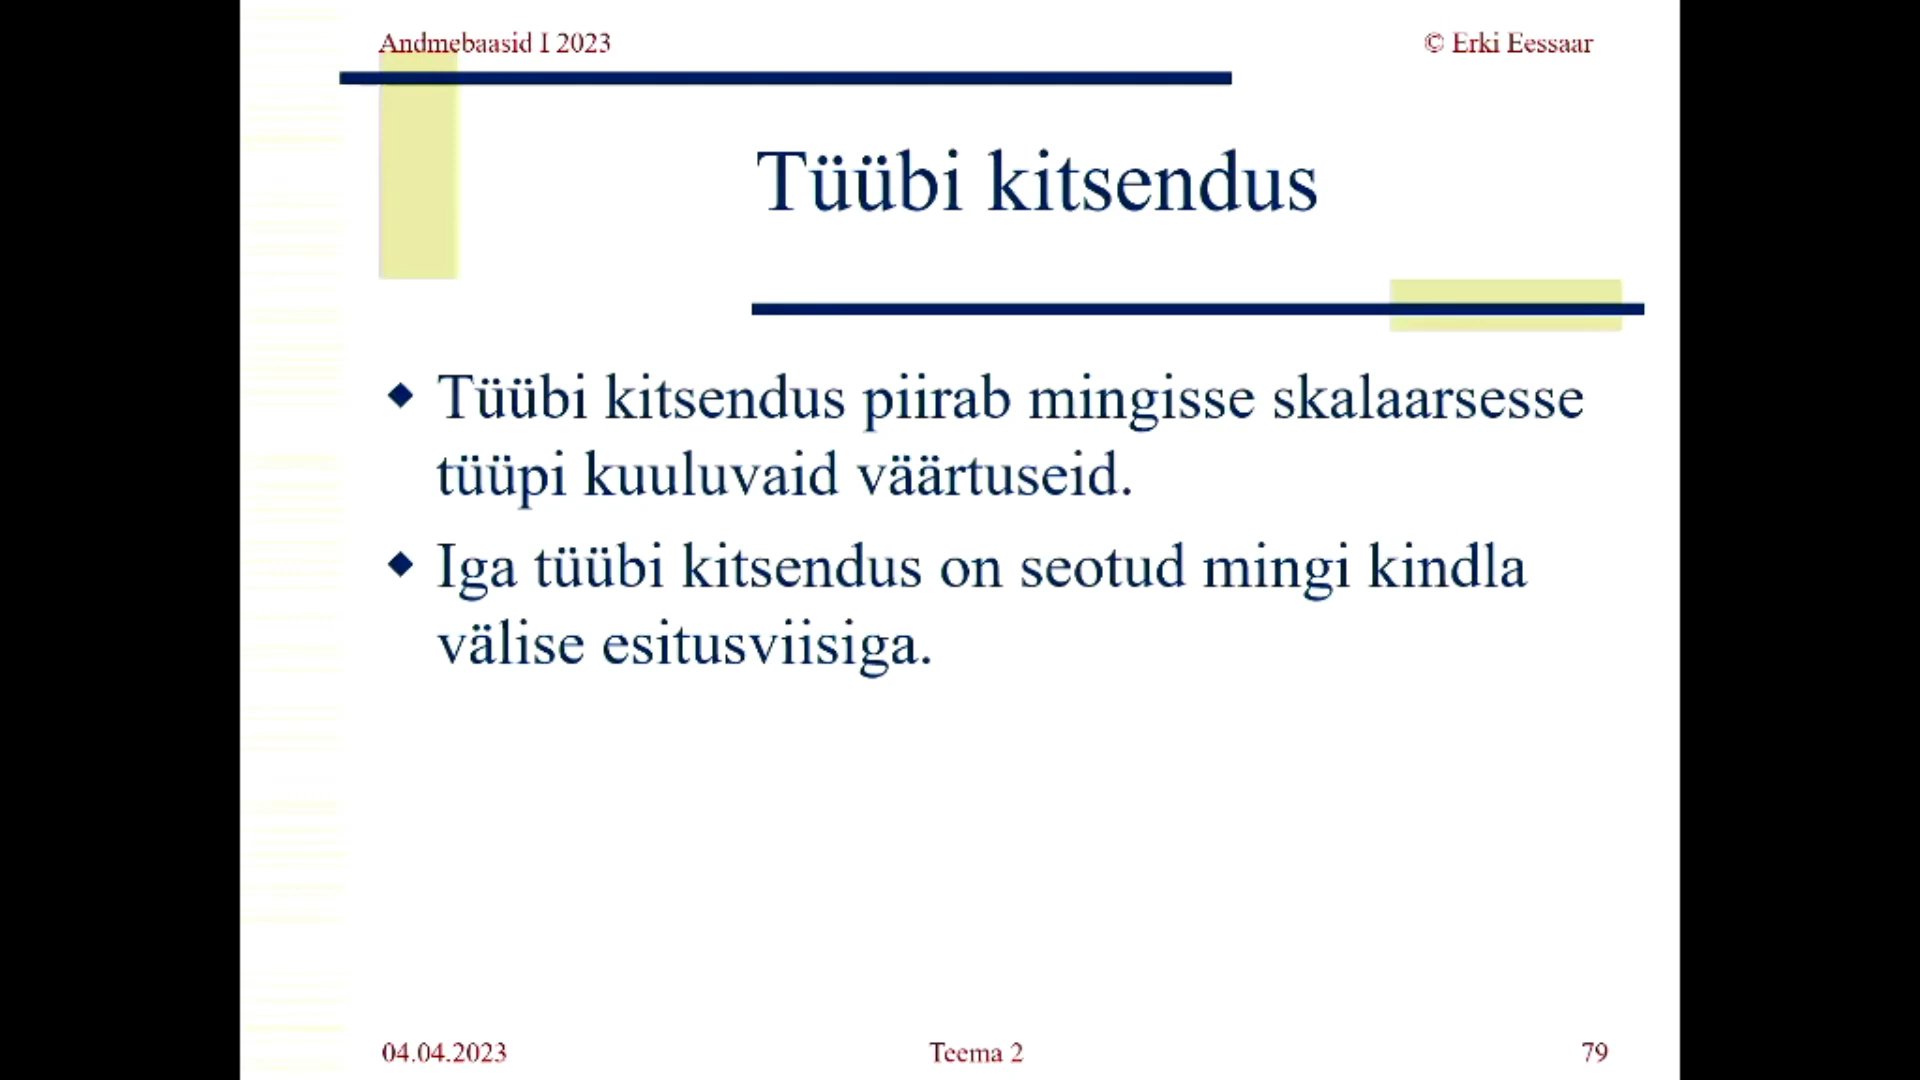 Andmebaasid I 2023
© Erki Eessaar
Tüübi kitsendus
Tüübi kitsendus piirab mingisse skalaarsesse
tüüpi kuuluvaid väärtuseid.
Iga tüübi kitsendus on seotud mingi kindla
välise esitusviisiga.
04.04.2023
Teema 2
79